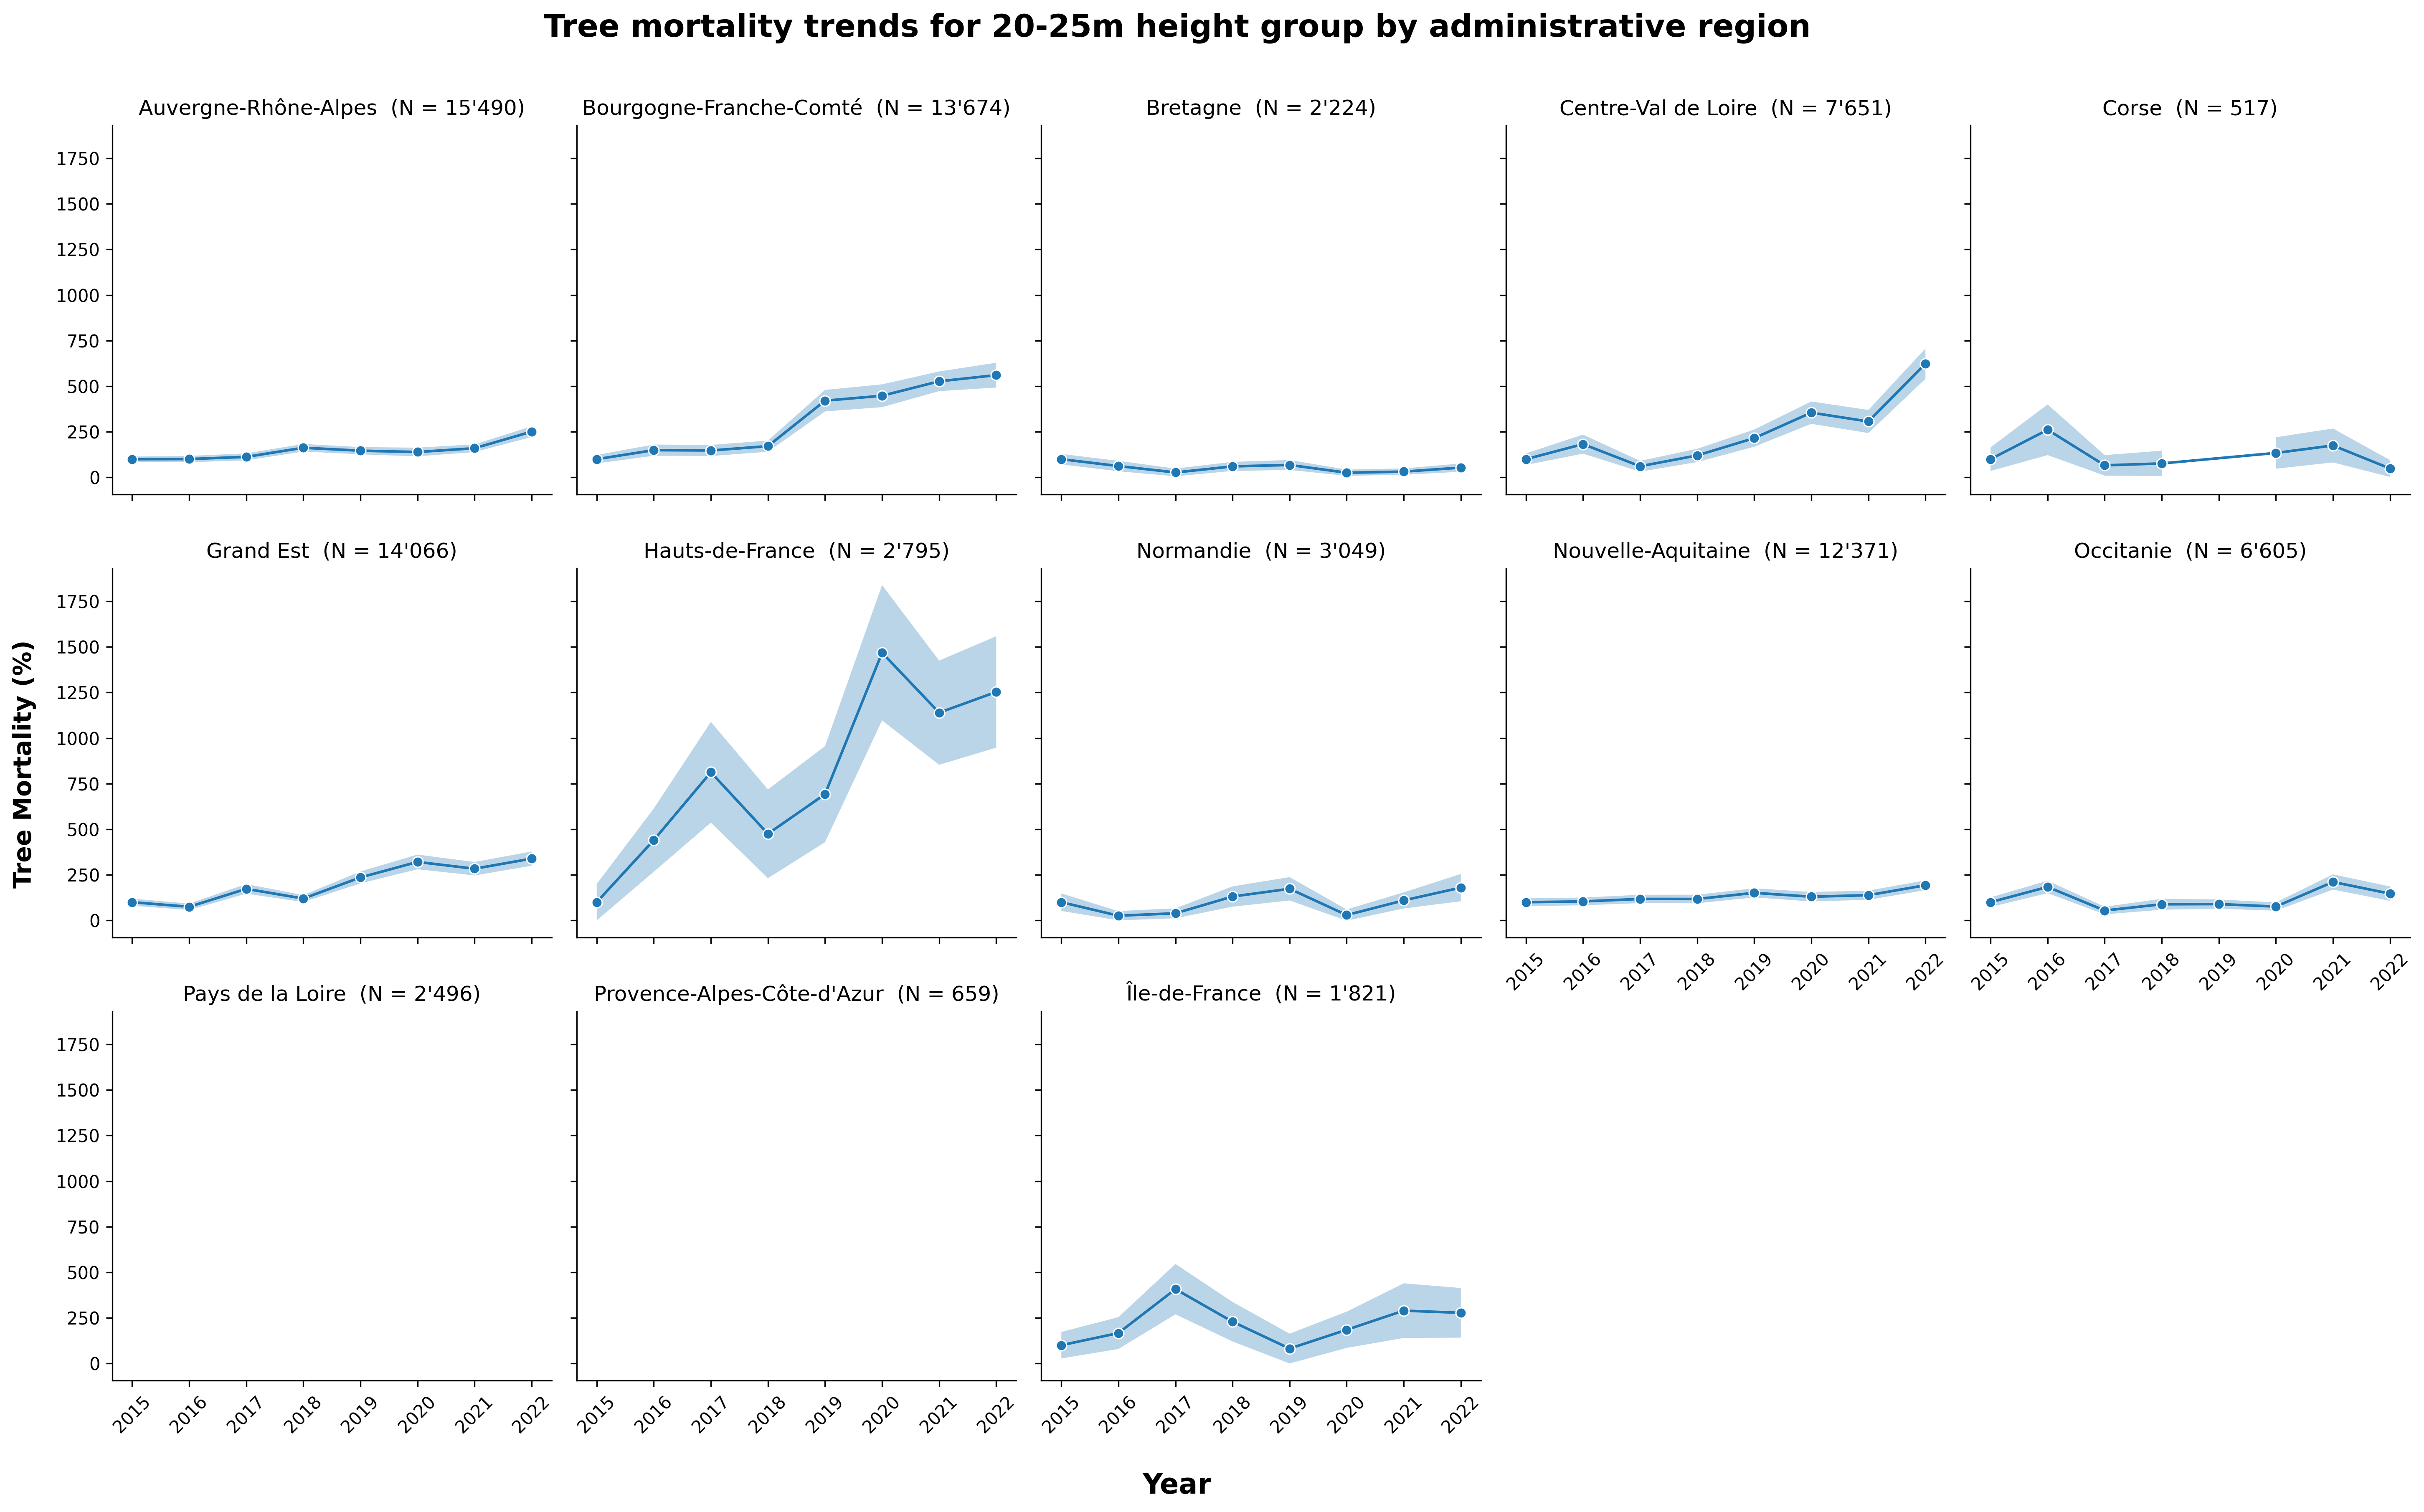 Tree mortality trends for 20-25m height group by administrative region
Auvergne-Rhône-Alpes (N = 15'490)
Bourgogne-Franche-Comté (N = 13'674)
Bretagne (N = 2'224)
Centre-Val de Loire (N = 7'651)
Corse (N = 517)
1750
1500
1250
1000
750
500
250
0
Grand Est (N = 14'066)
Hauts-de-France (N = 2'795)
Normandie (N = 3'049)
Nouvelle-Aquitaine (N = 12'371)
Occitanie (N = 6'605)
Tree Mortality (%)
1750
1500
1250
1000
750
500
250
0
2015 2016 2017 2018 2019 2020 2021 2022
2015 2016 2017 2018 2019 2020 2021 2022
Pays de la Loire (N = 2'496)
Provence-Alpes-Côte-d'Azur (N = 659)
Île-de-France (N = 1'821)
1750
1500
1250
1000
750
500
250
0
2015 2016 2017 2018 2019 2020 2021 2022
2015 2016 2017 2018 2019 2020 2021 2022
2015 2016 2017 2018 2019 2020 2021 2022
Year